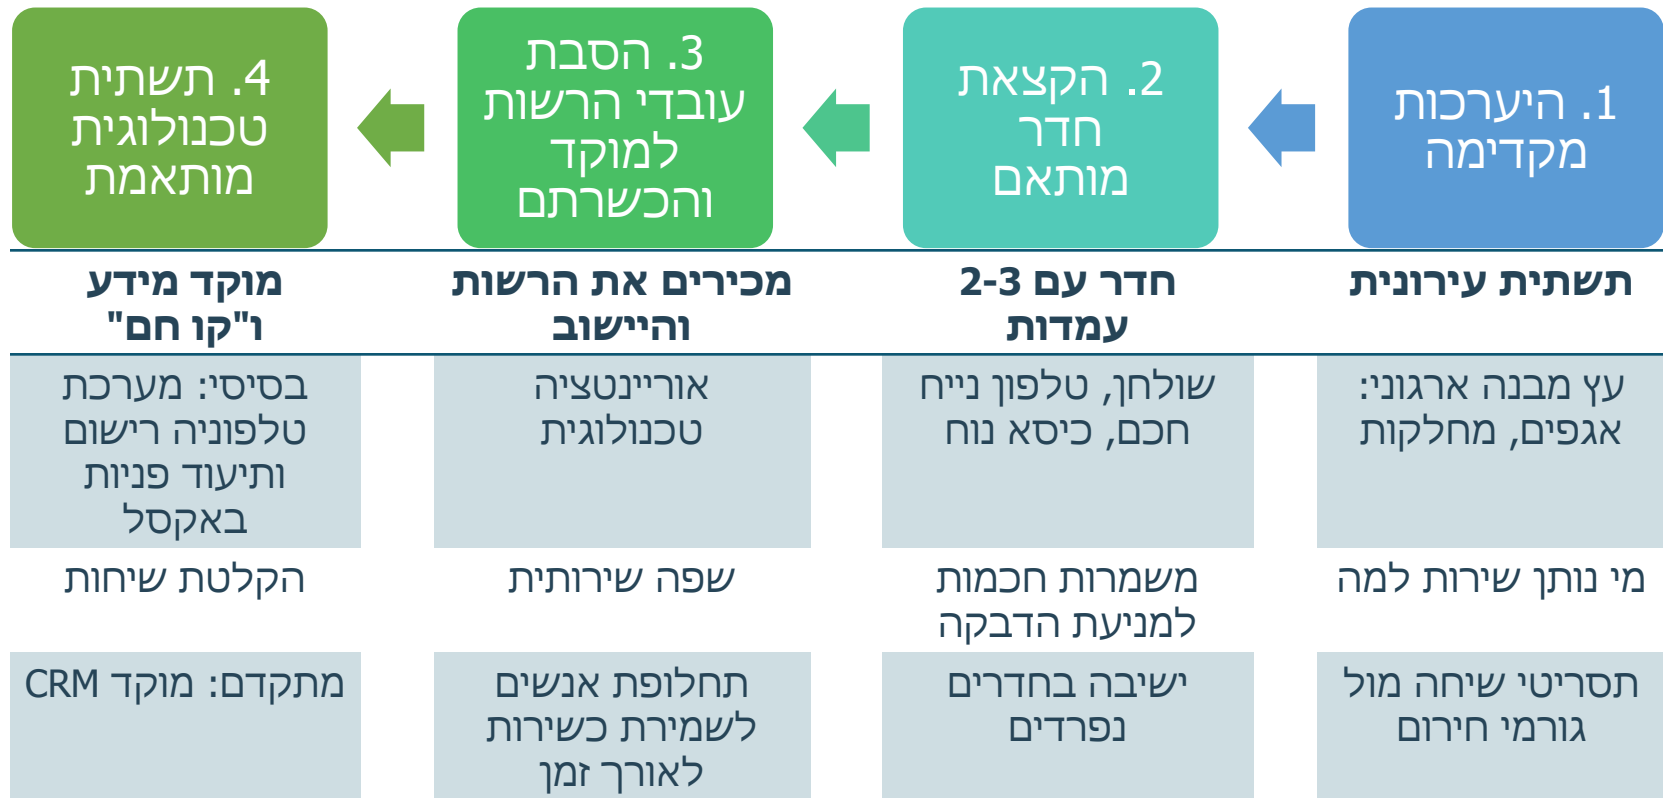 1. היערכות
מקדימה
2. הקצאת
חדר
מותאם
3. הסבת
עובדי הרשות
למוקד
והכשרתם
4. תשתית
טכנולוגית
מותאמת
תשתית עירונית
חדר עם 2-3
עמדות
מכירים את הרשות
והיישוב
מוקד מידע
ו"קו חם"
עץ מבנה ארגוני:
אגפים, מחלקות
שולחן, טלפון נייח
חכם, כיסא נוח
אוריינטציה
טכנולוגית
בסיסי: מערכת
טלפוניה רישום
ותיעוד פניות
באקסל
מי נותן שירות למה
משמרות חכמות
למניעת הדבקה
שפה שירותית
הקלטת שיחות
תסריטי שיחה מול
גורמי חירום
ישיבה בחדרים
נפרדים
תחלופת אנשים
לשמירת כשירות
לאורך זמן
מתקדם: מוקד CRM